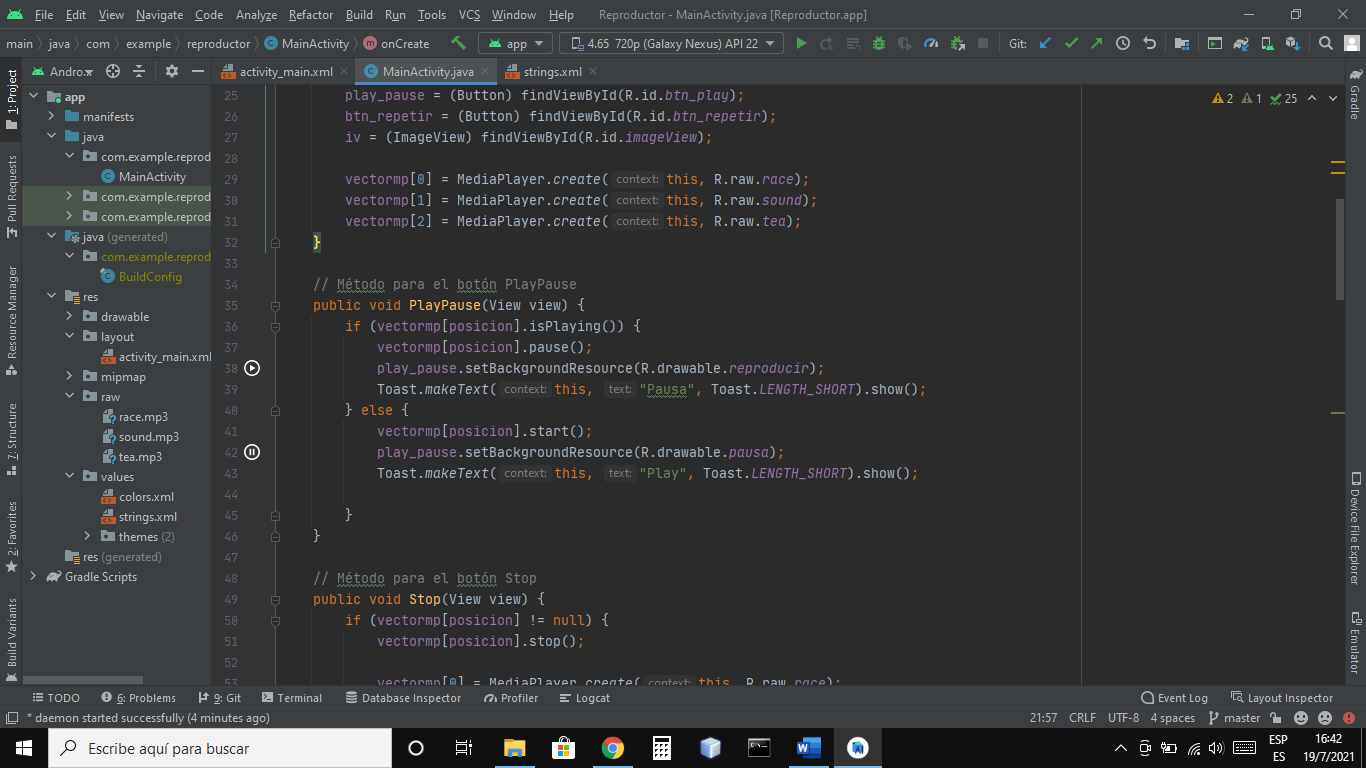 File Edit View Navigate Code Analyze Refactor Build Run Tools VCS Window Help Reproductor - MainActivity.java [Reproductor.app]
main java com example reproductor MainActivity onCreate app 4.65 720p (Galaxy Nexus) API 22 Git:
1: Project
Pull Requests
Resource Manager
7: Structure
2: Favorites
Build Variants
Andro...
app
manifests
java
com.example.reprod
MainActivity
com.example.reprod
com.example.reprod
java (generated)
com.example.reprod
BuildConfig
res
drawable
layout
activity_main.xml
mipmap
raw
race.mp3
sound.mp3
tea.mp3
values
colors.xml
strings.xml
themes (2)
res (generated)
Gradle Scripts
activity_main.xml MainActivity.java strings.xml
2 1 25
25 play_pause = (Button) findViewById(R.id.btn_play);
26 btn_repetir = (Button) findViewById(R.id.btn_repetir);
27 iv = (ImageView) findViewById(R.id.imageView);
28
29 vectormp[0] = MediaPlayer.create( context: this, R.raw.race);
30 vectormp[1] = MediaPlayer.create( context: this, R.raw.sound);
31 vectormp[2] = MediaPlayer.create( context: this, R.raw.tea);
32 }
33
34 // Método para el botón PlayPause
35 public void PlayPause(View view) {
36 if (vectormp[posicion].isPlaying()) {
37 vectormp[posicion].pause();
38 play_pause.setBackgroundResource(R.drawable.reproducir);
39 Toast.makeText( context: this, text: "Pausa", Toast.LENGTH_SHORT).show();
40 } else {
41 vectormp[posicion].start();
42 play_pause.setBackgroundResource(R.drawable.pausa);
43 Toast.makeText( context: this, text: "Play", Toast.LENGTH_SHORT).show();
44
45 }
46 }
47
48 // Método para el botón Stop
49 public void Stop(View view) {
50 if (vectormp[posicion] != null) {
51 vectormp[posicion].stop();
52
53 vectormp[0] = MediaPlayer.create( context: this, R.raw.race);
Gradle
Device File Explorer
Emulator
TODO 6: Problems 9: Git Terminal Database Inspector Profiler Logcat Event Log Layout Inspector
* daemon started successfully (4 minutes ago) 21:57 CRLF UTF-8 4 spaces master
Escribe aquí para buscar
ESP
ES
16:42
19/7/2021